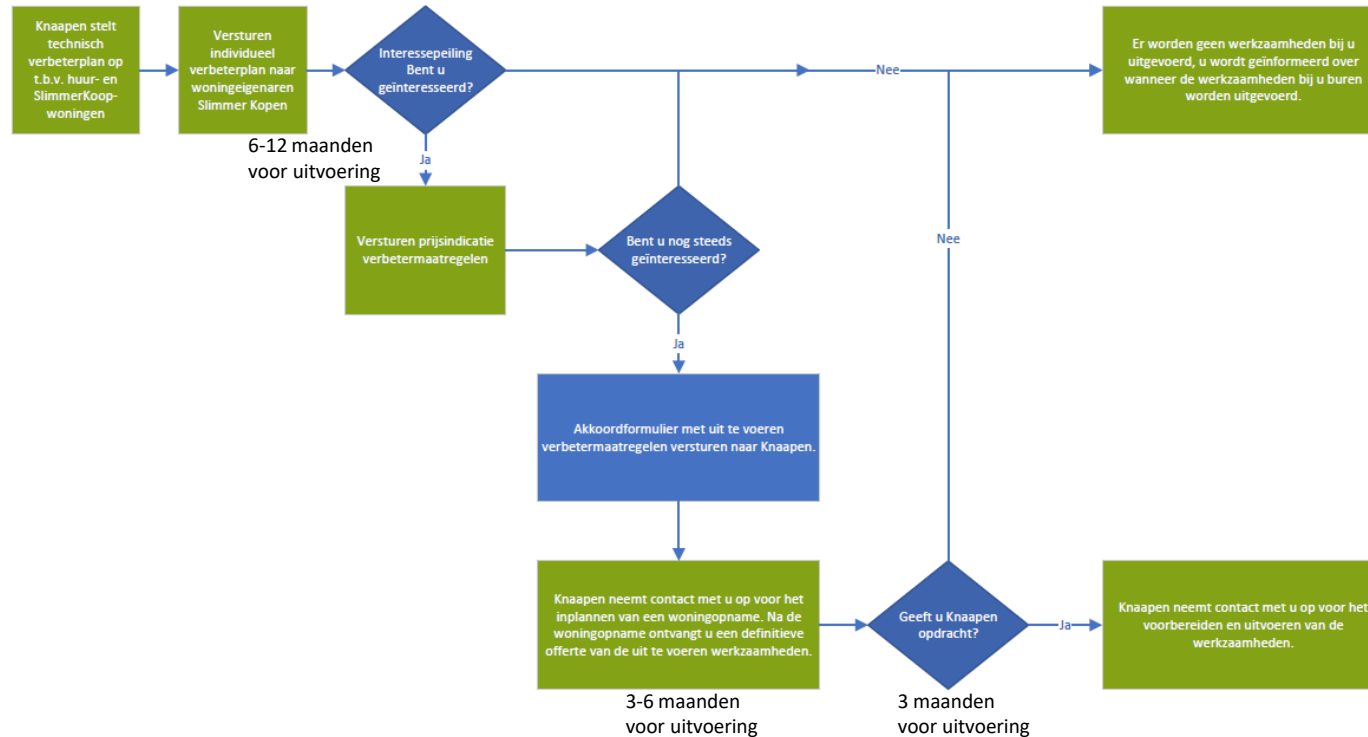 Knaapen stelt
technisch
verbeterplan op
t.b.v. huur- en
SlimmerKoop-
woningen
Versturen
individueel
verbeterplan naar
woningeigenaren
Slimmer Kopen
Interessepeiling
Bent u
geïnteresseerd?
Nee
Er worden geen werkzaamheden bij u
uitgevoerd, u wordt geïnformeerd over
wanneer de werkzaamheden bij u buren
worden uitgevoerd.
6-12 maanden
voor uitvoering
Ja
Versturen prijsindicatie
verbetermaatregelen
Bent u nog steeds
geïnteresseerd?
Nee
Ja
Akkoordformulier met uit te voeren
verbetermaatregelen versturen naar Knaapen.
Knaapen neemt contact met u op voor het
inplannen van een woningopname. Na de
woningopname ontvangt u een definitieve
offerte van de uit te voeren werkzaamheden.
Geeft u Knaapen
opdracht?
Ja
Knaapen neemt contact met u op voor het
voorbereiden en uitvoeren van de
werkzaamheden.
3-6 maanden
voor uitvoering
3 maanden
voor uitvoering